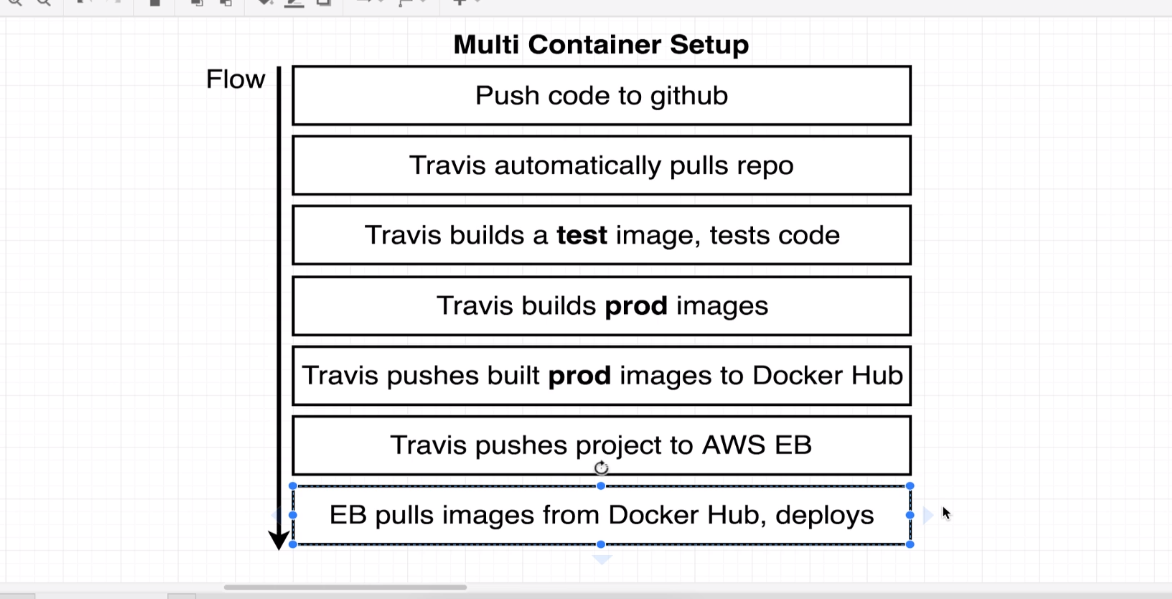 Multi Container Setup
Flow
Push code to github
Travis automatically pulls repo
Travis builds a test image, tests code
Travis builds prod images
Travis pushes built prod images to Docker Hub
Travis pushes project to AWS EB
EB pulls images from Docker Hub, deploys